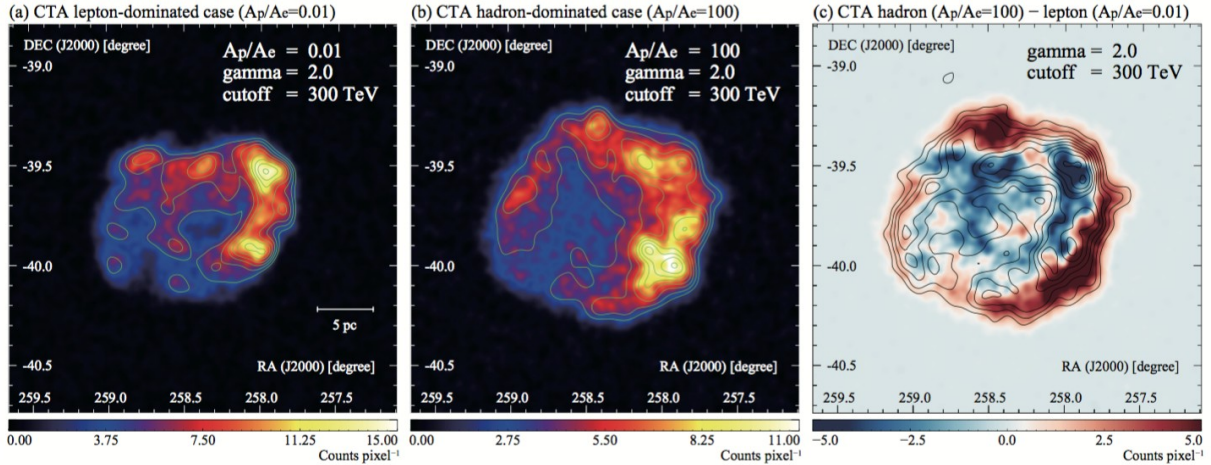 (a) CTA lepton-dominated case (Ap/Ae=0.01)
DEC (J2000) [degree]
Ap/Ae = 0.01
gamma = 2.0
cutoff = 300 TeV
-39.0
-39.5
-40.0
-40.5
5 pc
RA (J2000) [degree]
259.5 259.0 258.5 258.0 257.5
0.00 3.75 7.50 11.25 15.00
Counts pixel⁻¹
(b) CTA hadron-dominated case (Ap/Ae=100)
DEC (J2000) [degree]
Ap/Ae = 100
gamma = 2.0
cutoff = 300 TeV
-39.0
-39.5
-40.0
-40.5
RA (J2000) [degree]
259.5 259.0 258.5 258.0 257.5
0.00 2.75 5.50 8.25 11.00
Counts pixel⁻¹
(c) CTA hadron (Ap/Ae=100) − lepton (Ap/Ae=0.01)
DEC (J2000) [degree]
gamma = 2.0
cutoff = 300 TeV
-39.0
-39.5
-40.0
-40.5
RA (J2000) [degree]
259.5 259.0 258.5 258.0 257.5
−5.0 −2.5 0.0 2.5 5.0
Counts pixel⁻¹